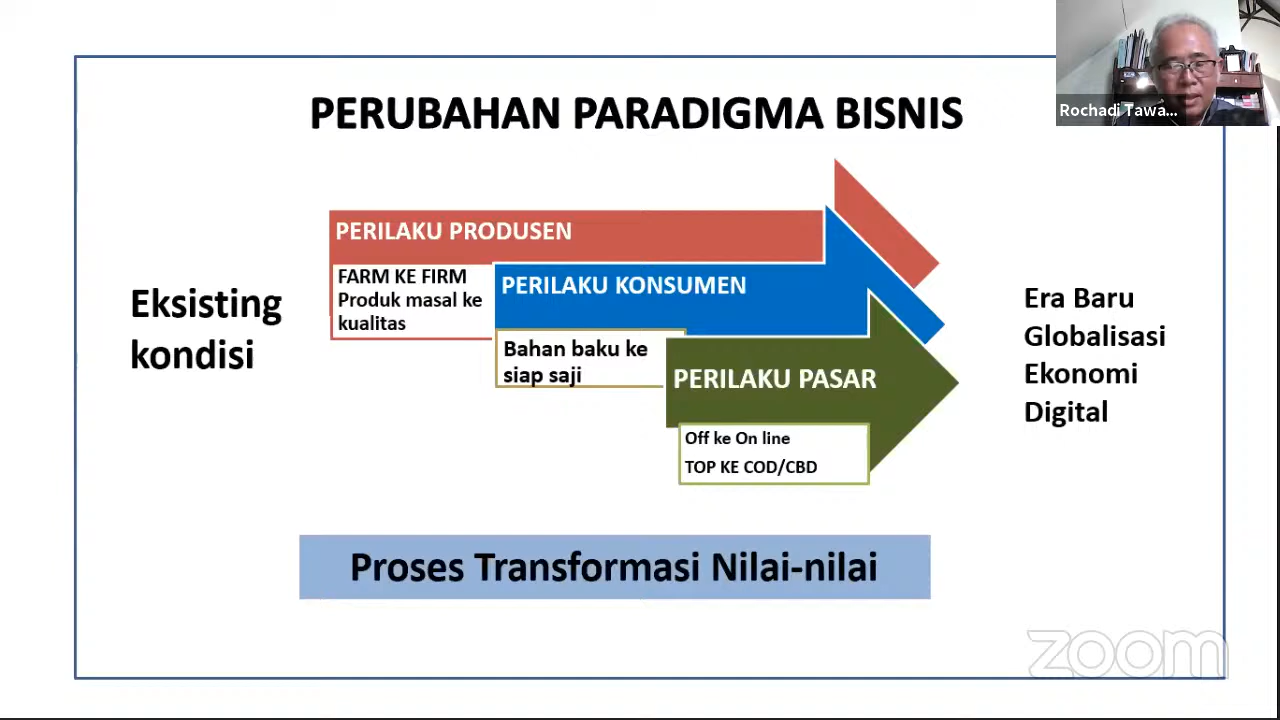 PERUBAHAN PARADIGMA BISNIS
Rochadi Tawa...
PERILAKU PRODUSEN
FARM KE FIRM
Produk masal ke
kualitas
PERILAKU KONSUMEN
Bahan baku ke
siap saji
PERILAKU PASAR
Off ke On line
TOP KE COD/CBD
Eksisting
kondisi
Era Baru
Globalisasi
Ekonomi
Digital
Proses Transformasi Nilai-nilai
zoom